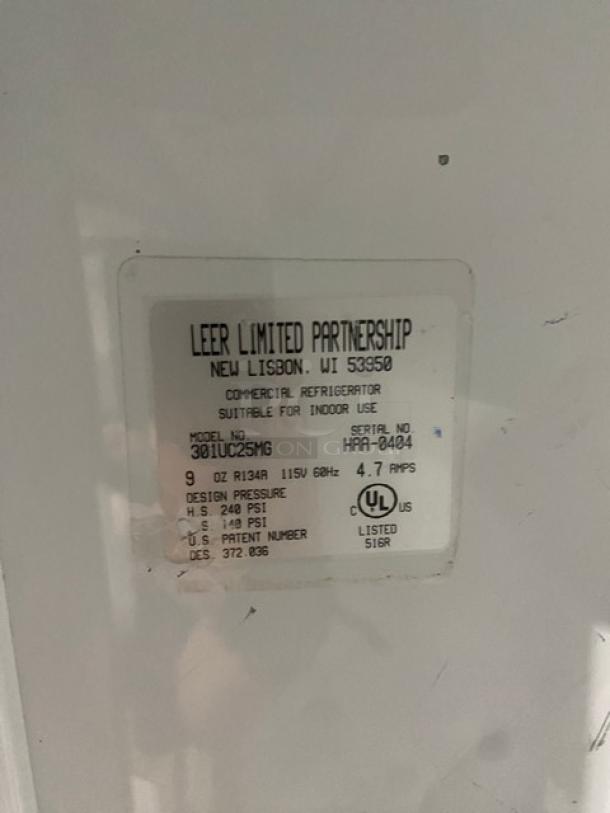 LEER LIMITED PARTNERSHIP
NEW LISBON. WI 53950
COMMERCIAL REFRIGERATOR
SUITABLE FOR INDOOR USE
MODEL NO. SERIAL NO.
301UC25MG HAA-0404
9 OZ R134A 115V 60Hz 4.7 AMPS
DESIGN PRESSURE
H.S. 240 PSI
S. 140 PSI
U.S. PATENT NUMBER
DES. 372.036
C UL US
LISTED
516R